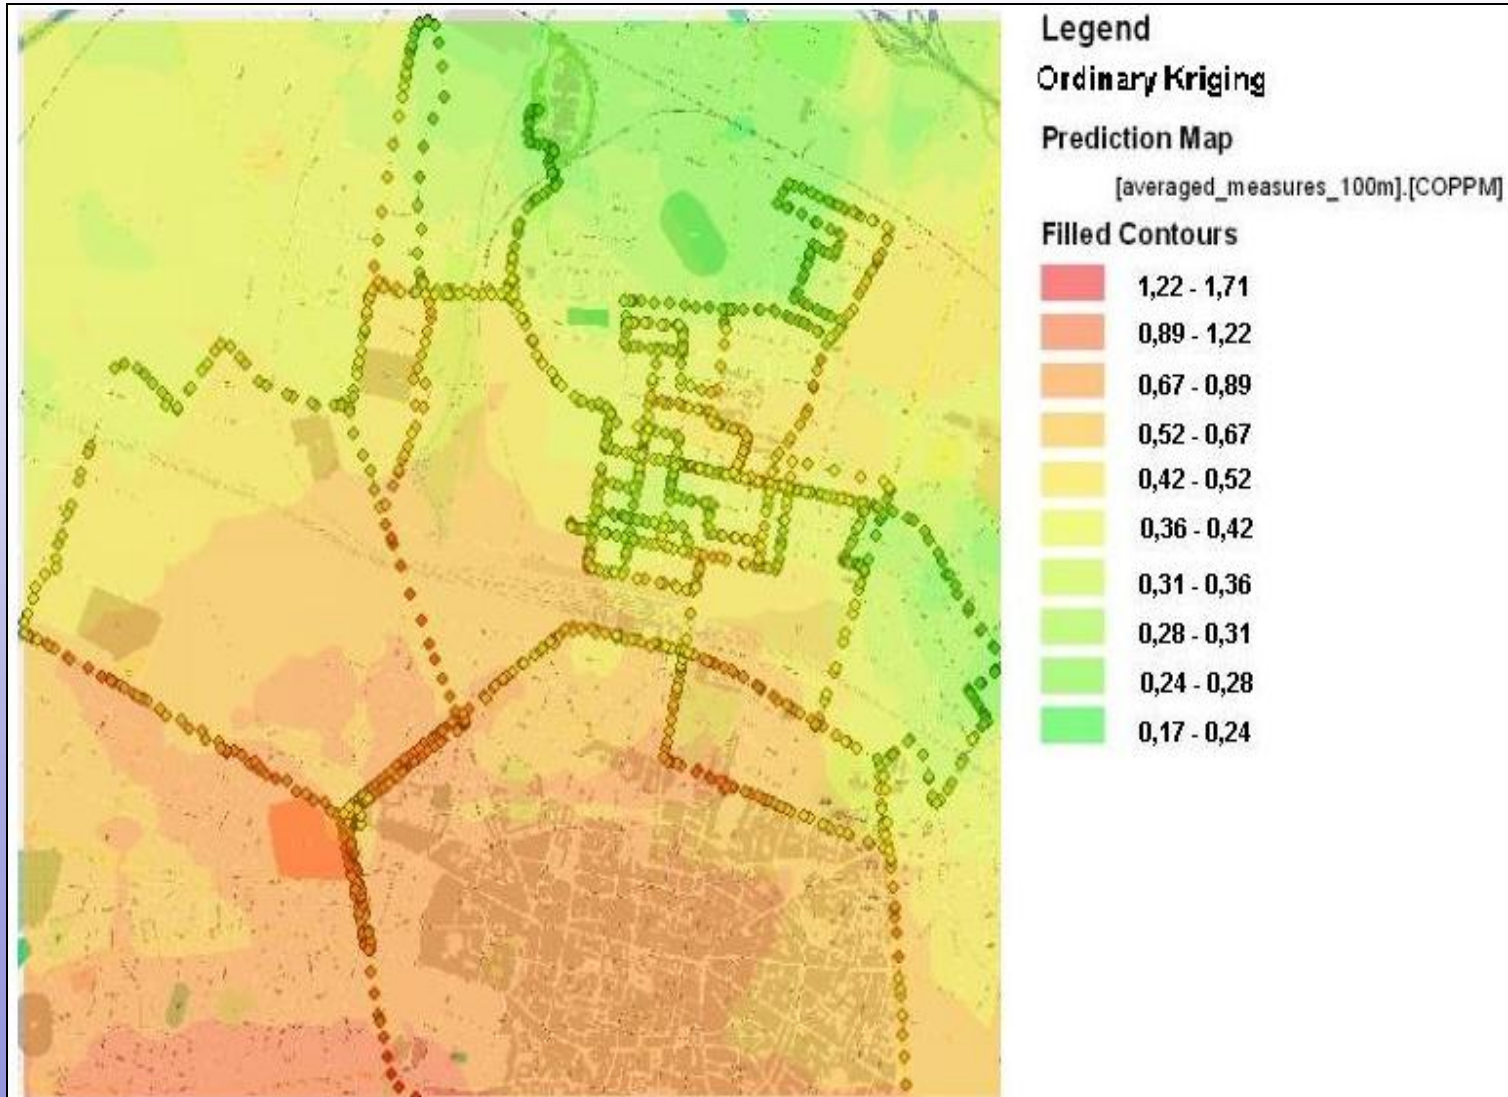 Legend
Ordinary Kriging
Prediction Map
[averaged_measures_100m].[COPPM]
Filled Contours
1,22 - 1,71
0,89 - 1,22
0,67 - 0,89
0,52 - 0,67
0,42 - 0,52
0,36 - 0,42
0,31 - 0,36
0,28 - 0,31
0,24 - 0,28
0,17 - 0,24